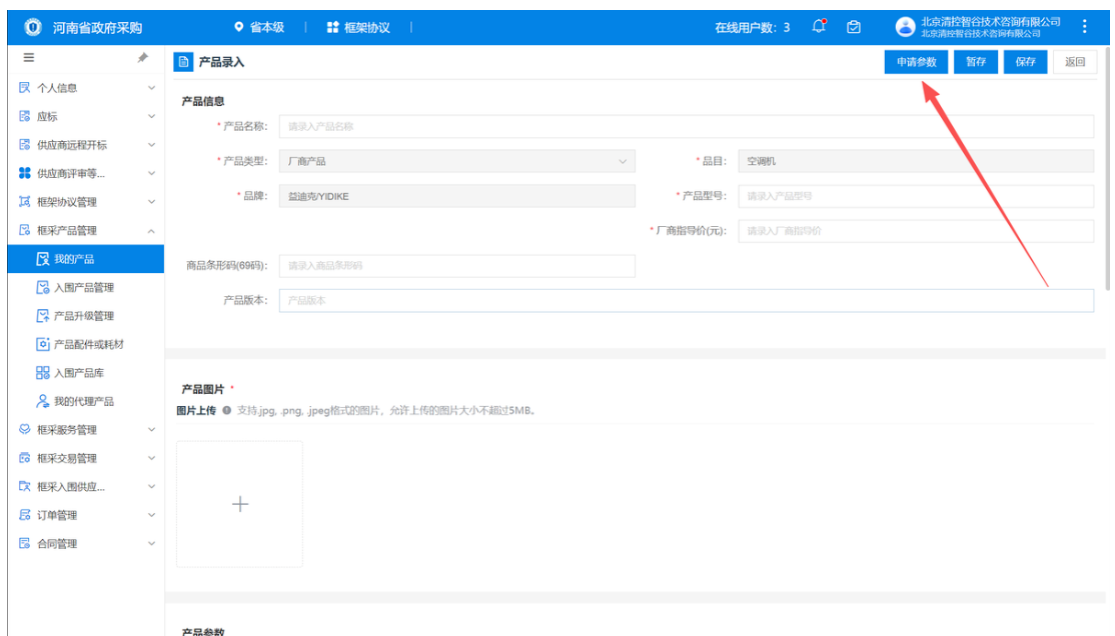 河南省政府采购 省本级 框架协议 在线用户数：3 北京清控智谷技术咨询有限公司
北京清控智谷技术咨询有限公司
产品录入 申请参数 暂存 保存 返回
个人信息
应标
供应商远程开标
供应商评审等...
框架协议管理
框采产品管理
我的产品
入围产品管理
产品升级管理
产品配件或耗材
入围产品库
我的代理产品
框采服务管理
框采交易管理
框采入围供应...
订单管理
合同管理
产品信息
* 产品名称： 请录入产品名称
* 产品类型： 厂商产品 * 品目： 空调机
* 品牌： 益迪克/YIDIKE * 产品型号： 请录入产品型号
* 厂商指导价(元)： 请录入厂商指导价
商品条形码(69码)： 请录入商品条形码
产品版本： 产品版本
产品图片 *
图片上传 支持.jpg, .png, .jpeg格式的图片，允许上传的图片大小不超过5MB。
产品参数